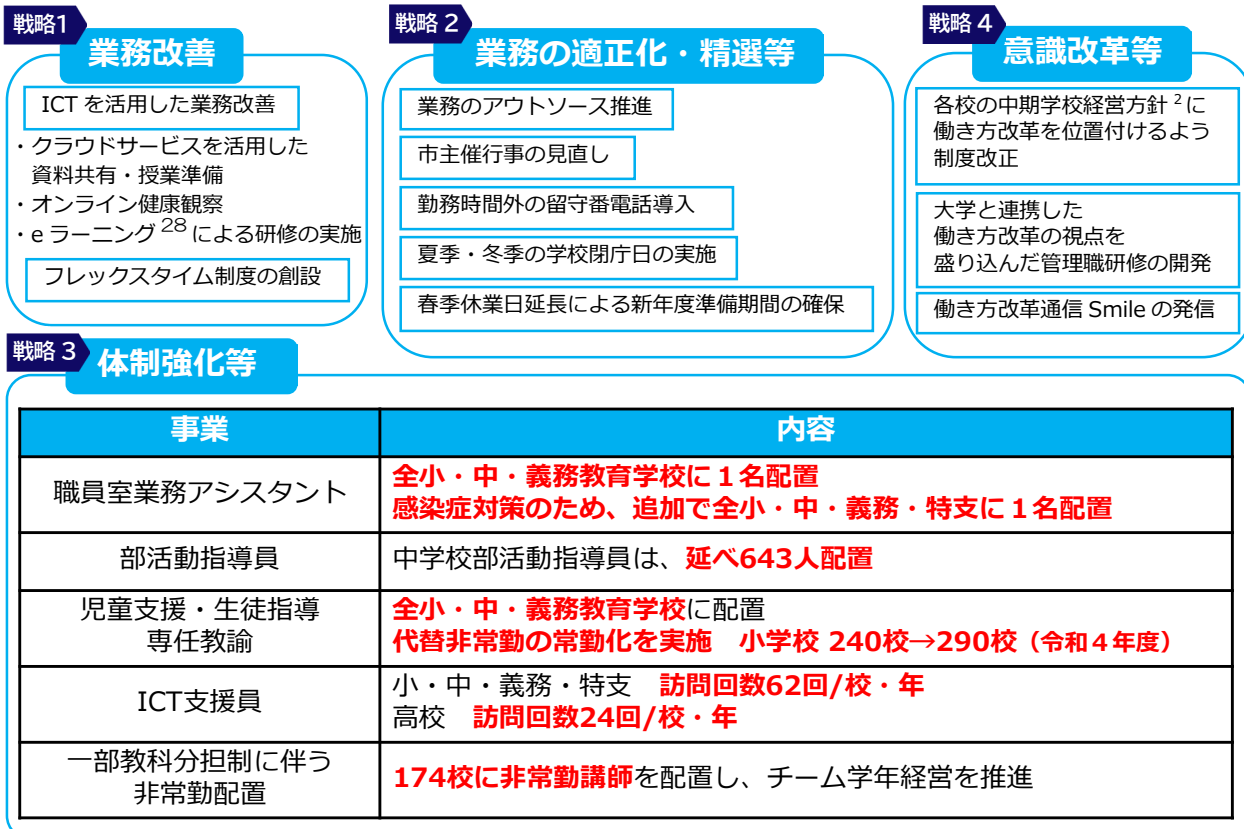 戦略1
業務改善
ICT を活用した業務改善
・クラウドサービスを活用した
資料共有・授業準備
・オンライン健康観察
・e ラーニング 28 による研修の実施
フレックスタイム制度の創設
戦略 2
業務の適正化・精選等
業務のアウトソース推進
市主催行事の見直し
勤務時間外の留守番電話導入
夏季・冬季の学校閉庁日の実施
春季休業日延長による新年度準備期間の確保
戦略 4
意識改革等
各校の中期学校経営方針 2 に
働き方改革を位置付けるよう
制度改正
大学と連携した
働き方改革の視点を
盛り込んだ管理職研修の開発
働き方改革通信 Smile の発信
戦略 3
体制強化等
事業
内容
職員室業務アシスタント
全小・中・義務教育学校に１名配置
感染症対策のため、追加で全小・中・義務・特支に１名配置
部活動指導員
中学校部活動指導員は、延べ643人配置
児童支援・生徒指導
専任教諭
全小・中・義務教育学校に配置
代替非常勤の常勤化を実施　小学校 240校→290校（令和４年度）
ICT支援員
小・中・義務・特支　訪問回数62回/校・年
高校　訪問回数24回/校・年
一部教科分担制に伴う
非常勤配置
174校に非常勤講師を配置し、チーム学年経営を推進